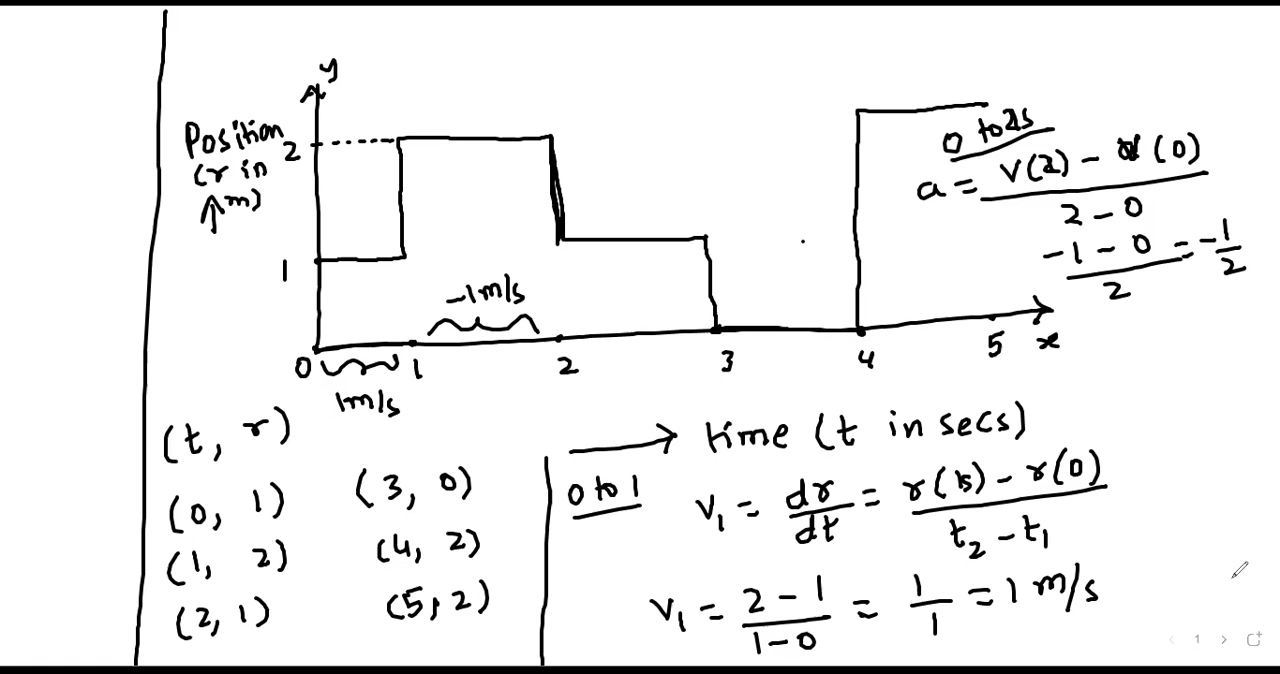 y
Position
(r in
m)
2
1
0 to 2s
a = V(2) - v(0) / 2 - 0
-1 - 0 / 2 = -1/2
-1m/s
0 1 2 3 4 5 x
1m/s
(t, r)
(0, 1) (3, 0)
(1, 2) (4, 2)
(2, 1) (5, 2)
time (t in secs)
0 to 1
V₁ = dr/dt = r(1s) - r(0) / t₂ - t₁
V₁ = 2 - 1 / 1 - 0 = 1/1 = 1 m/s
1